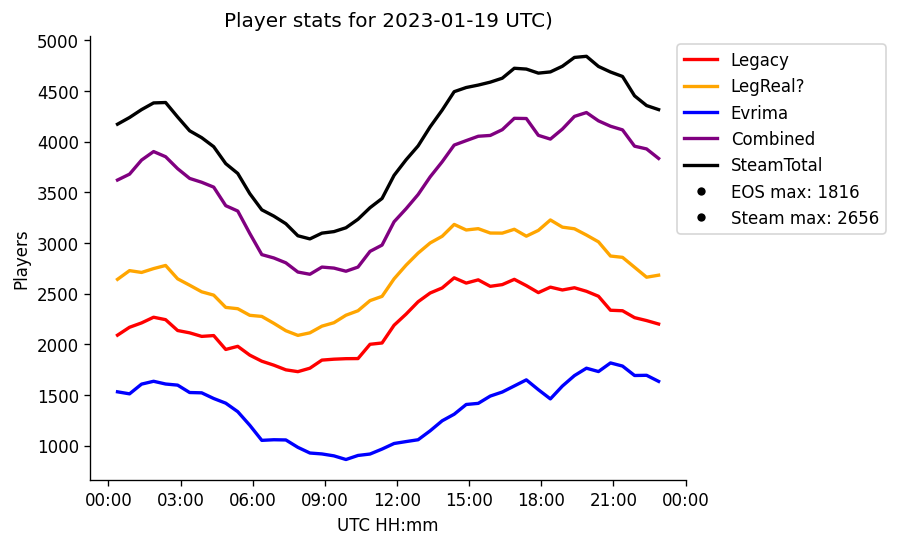 Player stats for 2023-01-19 UTC)
5000
4500
4000
3500
3000
2500
2000
1500
1000
Players
00:00 03:00 06:00 09:00 12:00 15:00 18:00 21:00 00:00
UTC HH:mm
Legacy
LegReal?
Evrima
Combined
SteamTotal
EOS max: 1816
Steam max: 2656